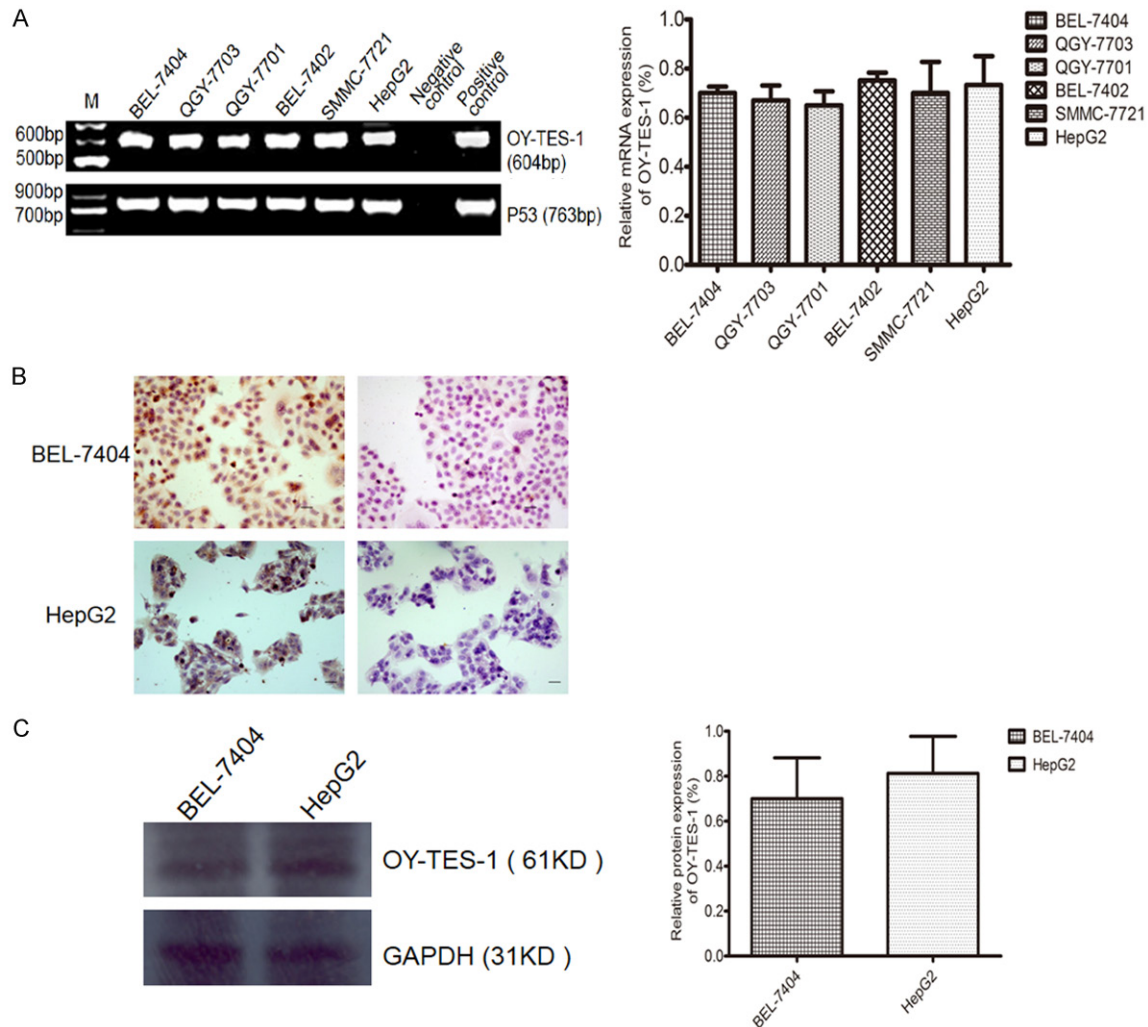 A
M
BEL-7404
QGY-7703
QGY-7701
BEL-7402
SMMC-7721
HepG2
Negative
control
Positive
control
600bp
500bp
OY-TES-1
(604bp)
900bp
700bp
P53 (763bp)
Relative mRNA expression
of OY-TES-1 (%)
1.0
0.8
0.6
0.4
0.2
0.0
BEL-7404
QGY-7703
QGY-7701
BEL-7402
SMMC-7721
HepG2
BEL-7404
QGY-7703
QGY-7701
BEL-7402
SMMC-7721
HepG2
B
BEL-7404
HepG2
C
BEL-7404
HepG2
OY-TES-1 ( 61KD )
GAPDH (31KD )
Relative protein expression
of OY-TES-1 (%)
1.0
0.8
0.6
0.4
0.2
0.0
BEL-7404
HepG2
BEL-7404
HepG2